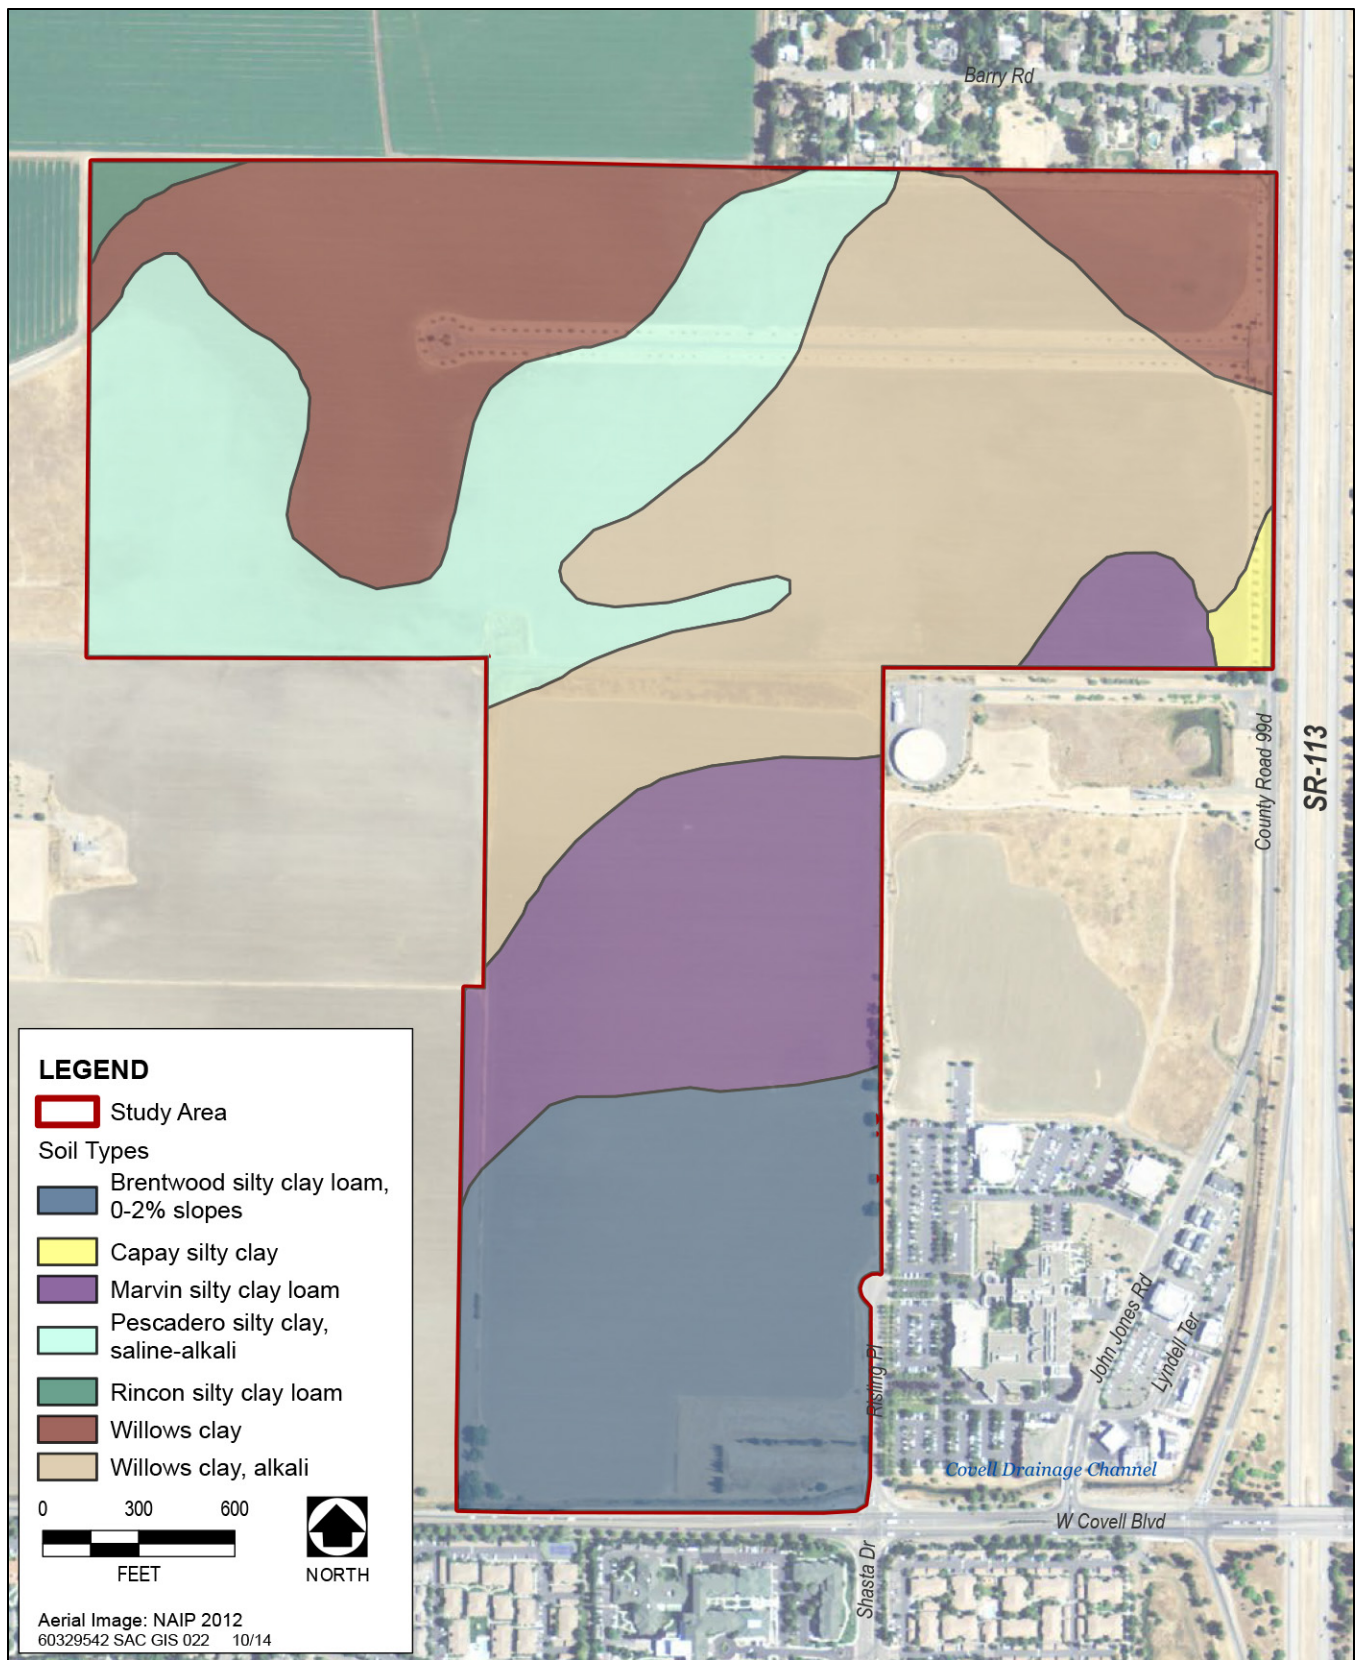 Barry Rd
County Road 99d
SR-113
LEGEND
Study Area
Soil Types
Brentwood silty clay loam,
0-2% slopes
Capay silty clay
Marvin silty clay loam
Pescadero silty clay,
saline-alkali
Rincon silty clay loam
Willows clay
Willows clay, alkali
0 300 600
FEET
NORTH
Aerial Image: NAIP 2012
60329542 SAC GIS 022 10/14
John Jones Rd
Lyndell Ter
Risling Pl
Covell Drainage Channel
W Covell Blvd
Shasta Dr